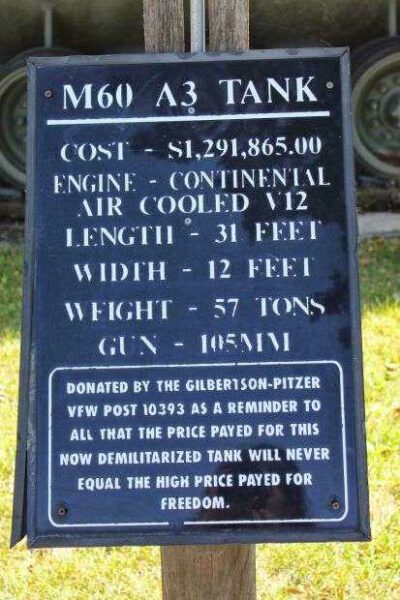 M60 A3 TANK
COST - $1,291,865.00
ENGINE - CONTINENTAL
AIR COOLED V12
LENGTH - 31 FEET
WIDTH - 12 FEET
WEIGHT - 57 TONS
GUN - 105MM
DONATED BY THE GILBERTSON-PITZER
VFW POST 10393 AS A REMINDER TO
ALL THAT THE PRICE PAYED FOR THIS
NOW DEMILITARIZED TANK WILL NEVER
EQUAL THE HIGH PRICE PAYED FOR
FREEDOM.